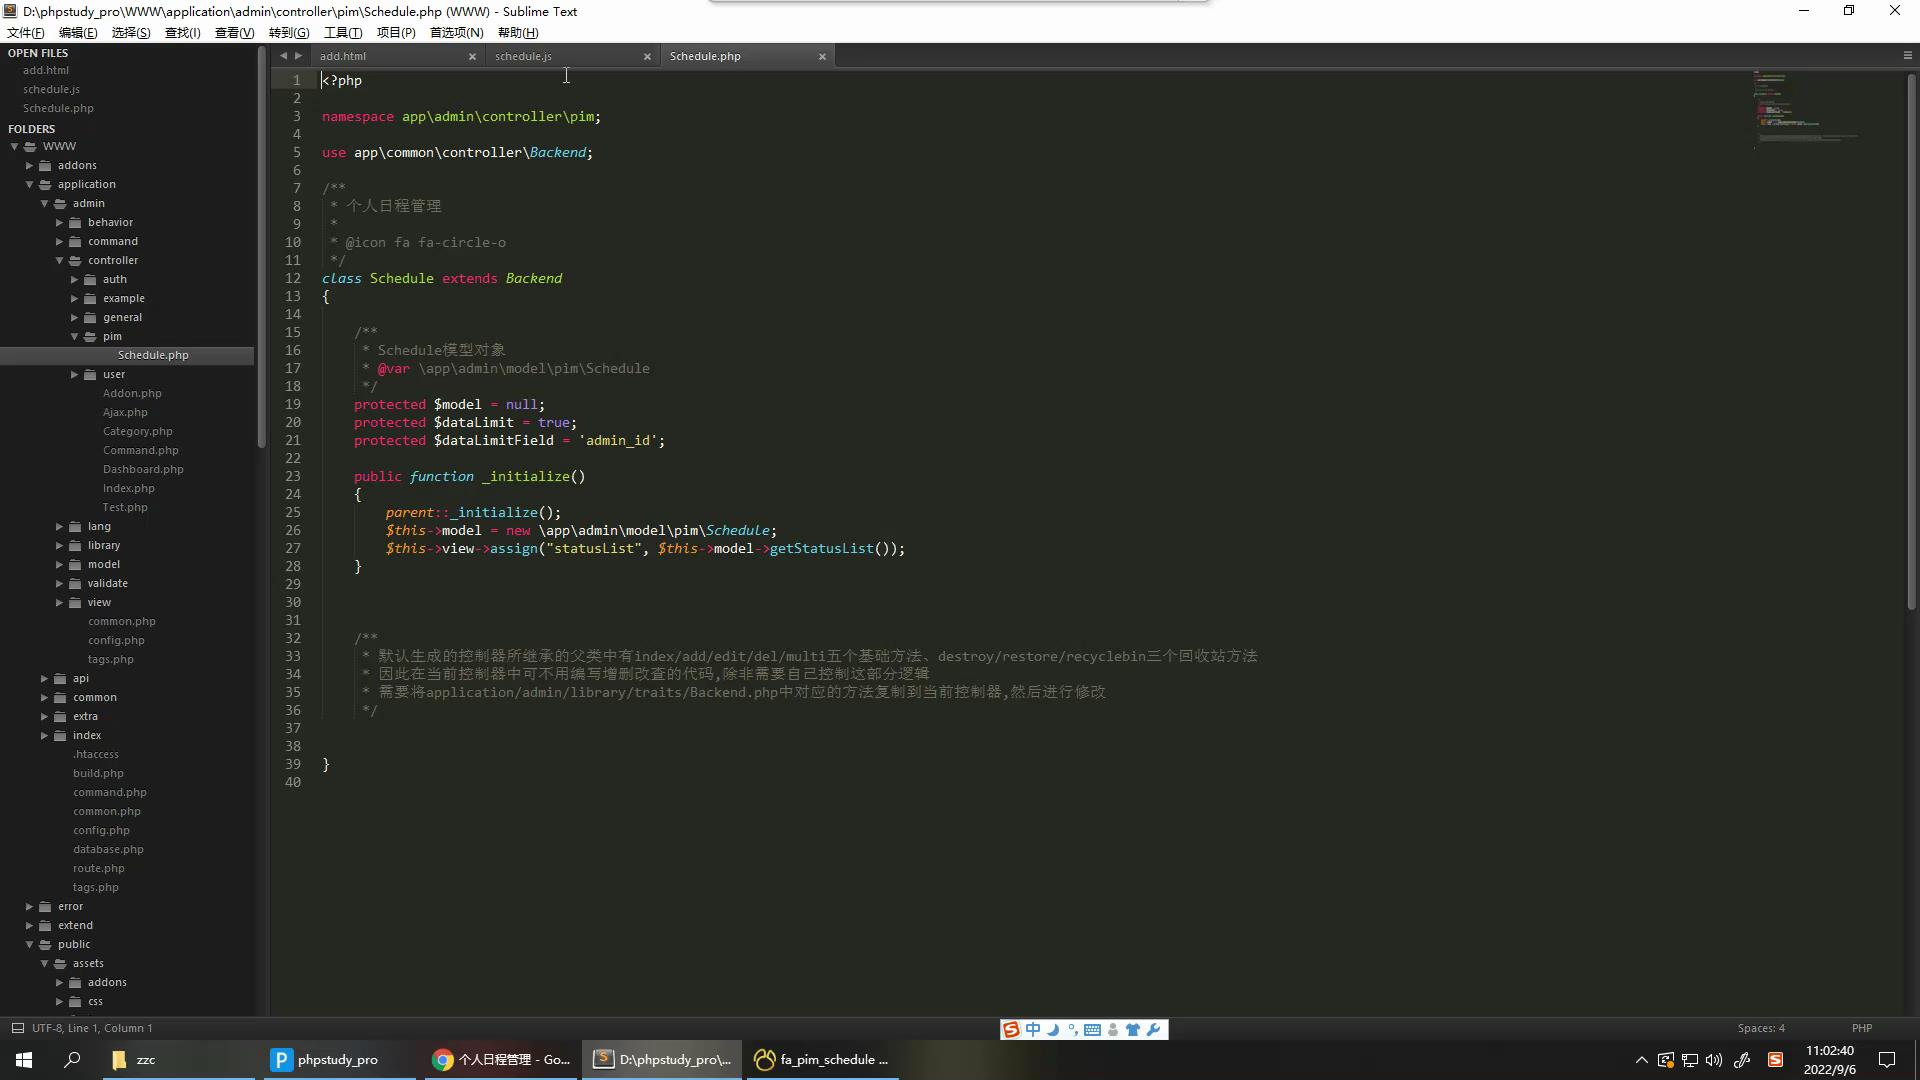 D:\phpstudy_pro\WWW\application\admin\controller\pim\Schedule.php (WWW) - Sublime Text
文件(F) 编辑(E) 选择(S) 查找(I) 查看(V) 转到(G) 工具(T) 项目(P) 首选项(N) 帮助(H)
OPEN FILES
add.html
schedule.js
Schedule.php
FOLDERS
WWW
addons
application
admin
behavior
command
controller
auth
example
general
pim
Schedule.php
user
Addon.php
Ajax.php
Category.php
Command.php
Dashboard.php
Index.php
Test.php
lang
library
model
validate
view
common.php
config.php
tags.php
api
common
extra
index
.htaccess
build.php
command.php
common.php
config.php
database.php
route.php
tags.php
error
extend
public
assets
addons
css
add.html × schedule.js × Schedule.php ×
1 <?php
2
3 namespace app\admin\controller\pim;
4
5 use app\common\controller\Backend;
6
7 /**
8 * 个人日程管理
9 *
10 * @icon fa fa-circle-o
11 */
12 class Schedule extends Backend
13 {
14
15 /**
16 * Schedule模型对象
17 * @var \app\admin\model\pim\Schedule
18 */
19 protected $model = null;
20 protected $dataLimit = true;
21 protected $dataLimitField = 'admin_id';
22
23 public function _initialize()
24 {
25 parent::_initialize();
26 $this->model = new \app\admin\model\pim\Schedule;
27 $this->view->assign("statusList", $this->model->getStatusList());
28 }
29
30
31
32 /**
33 * 默认生成的控制器所继承的父类中有index/add/edit/del/multi五个基础方法、destroy/restore/recyclebin三个回收站方法
34 * 因此在当前控制器中可不用编写增删改查的代码,除非需要自己控制这部分逻辑
35 * 需要将application/admin/library/traits/Backend.php中对应的方法复制到当前控制器,然后进行修改
36 */
37
38
39 }
40
UTF-8, Line 1, Column 1
中
Spaces: 4
PHP
zzc
phpstudy_pro
个人日程管理 - Go...
D:\phpstudy_pro\...
fa_pim_schedule ...
11:02:40
2022/9/6